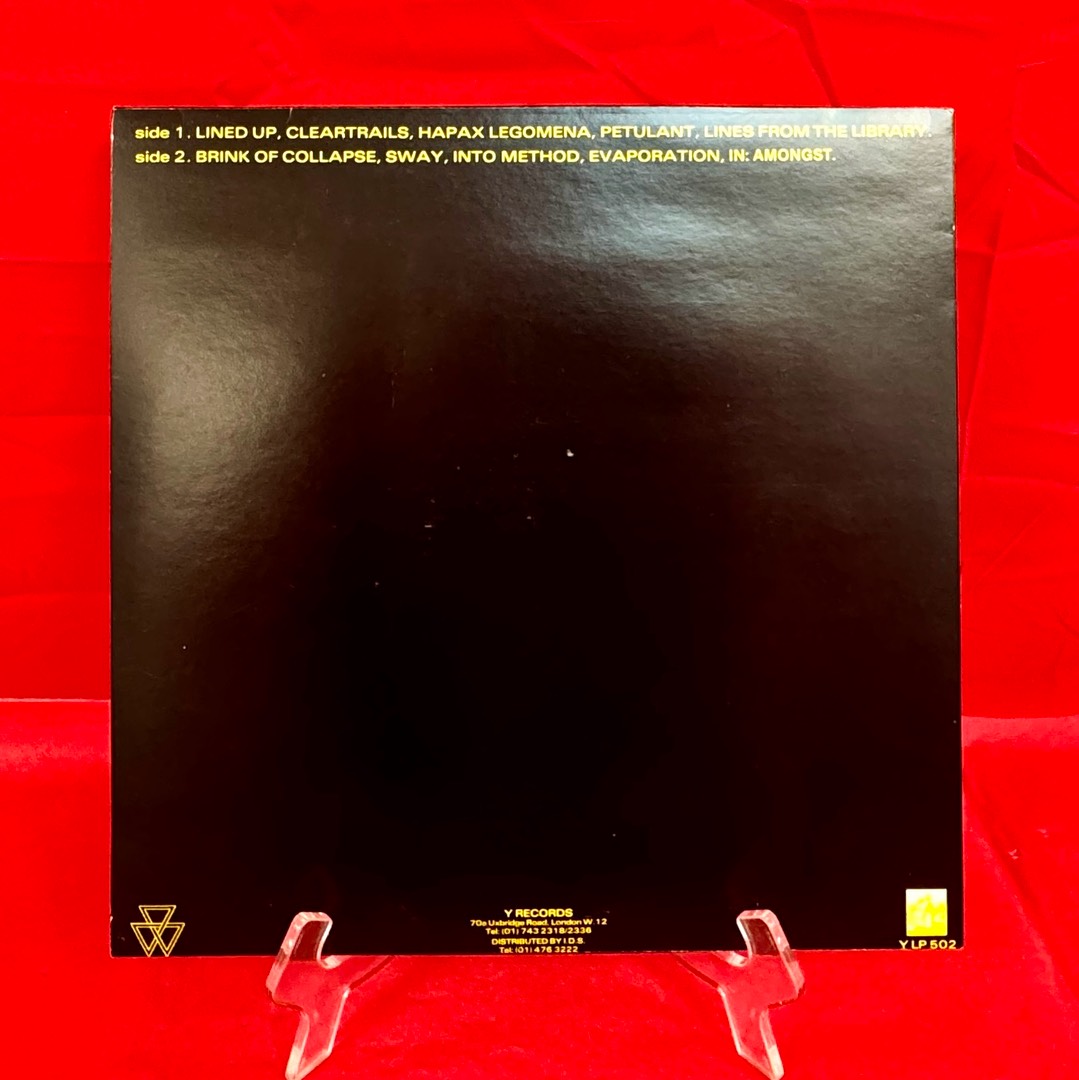 side 1. LINED UP, CLEARTRAILS, HAPAX LEGOMENA, PETULANT, LINES FROM THE LIBRARY.
side 2. BRINK OF COLLAPSE, SWAY, INTO METHOD, EVAPORATION, IN: AMONGST.
Y RECORDS
70a Uxbridge Road, London W.12
Tel: (01) 743 2318/2336
DISTRIBUTED BY I.D.S.
Tel: (01) 476 3222
Y LP 502